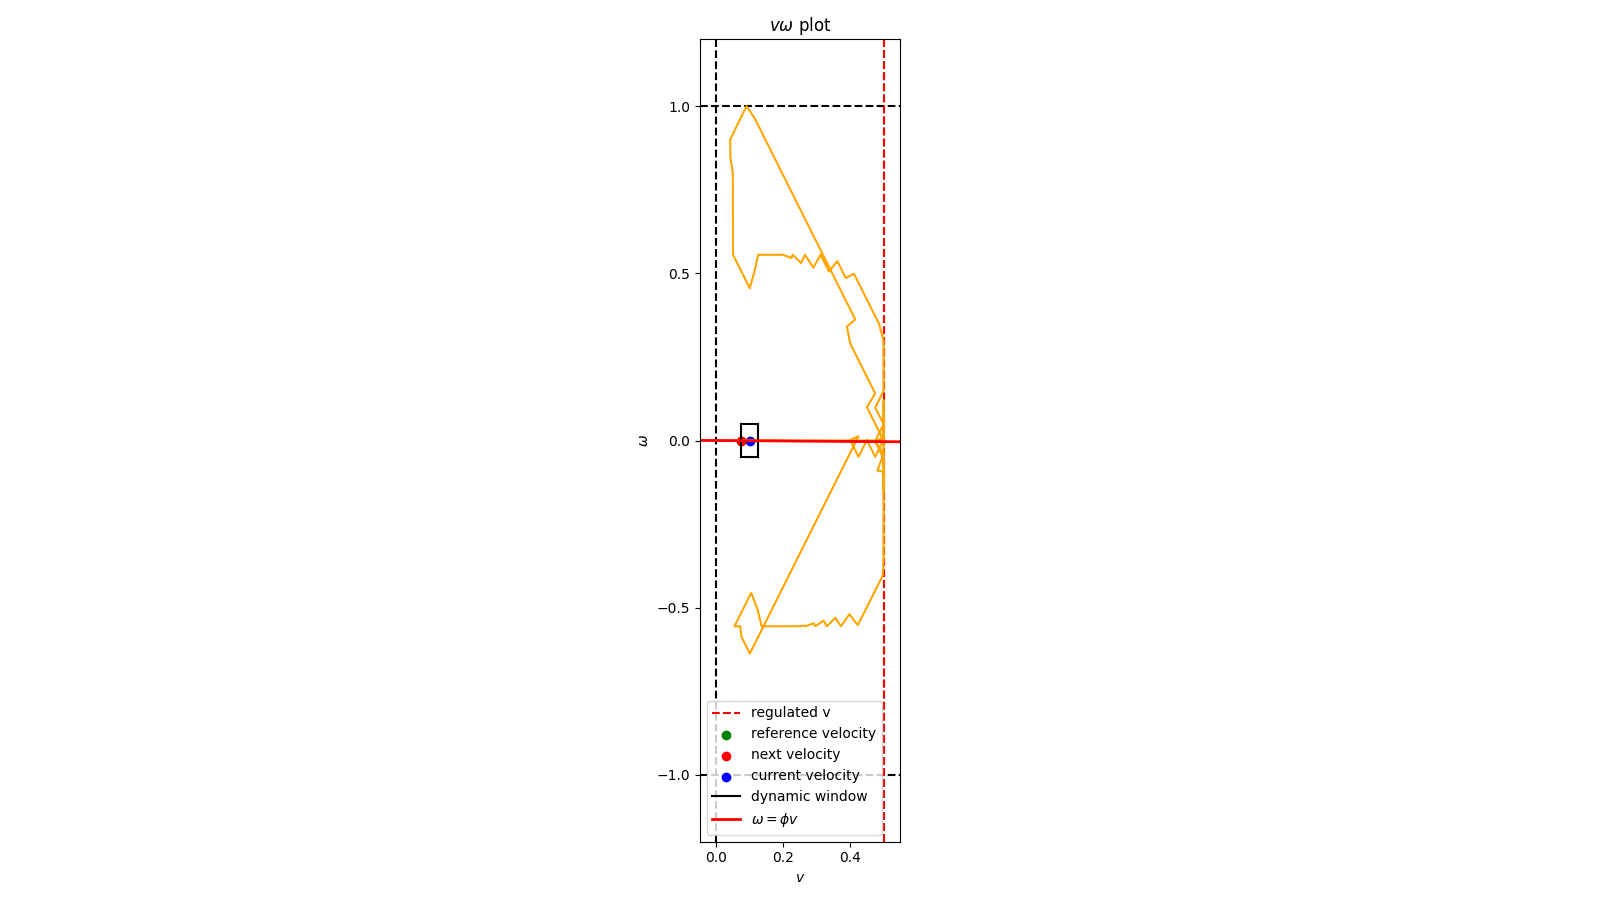 vω plot
1.0
0.5
0.0
−0.5
−1.0
ω
regulated v
reference velocity
next velocity
current velocity
dynamic window
ω = ϕv
0.0 0.2 0.4
v